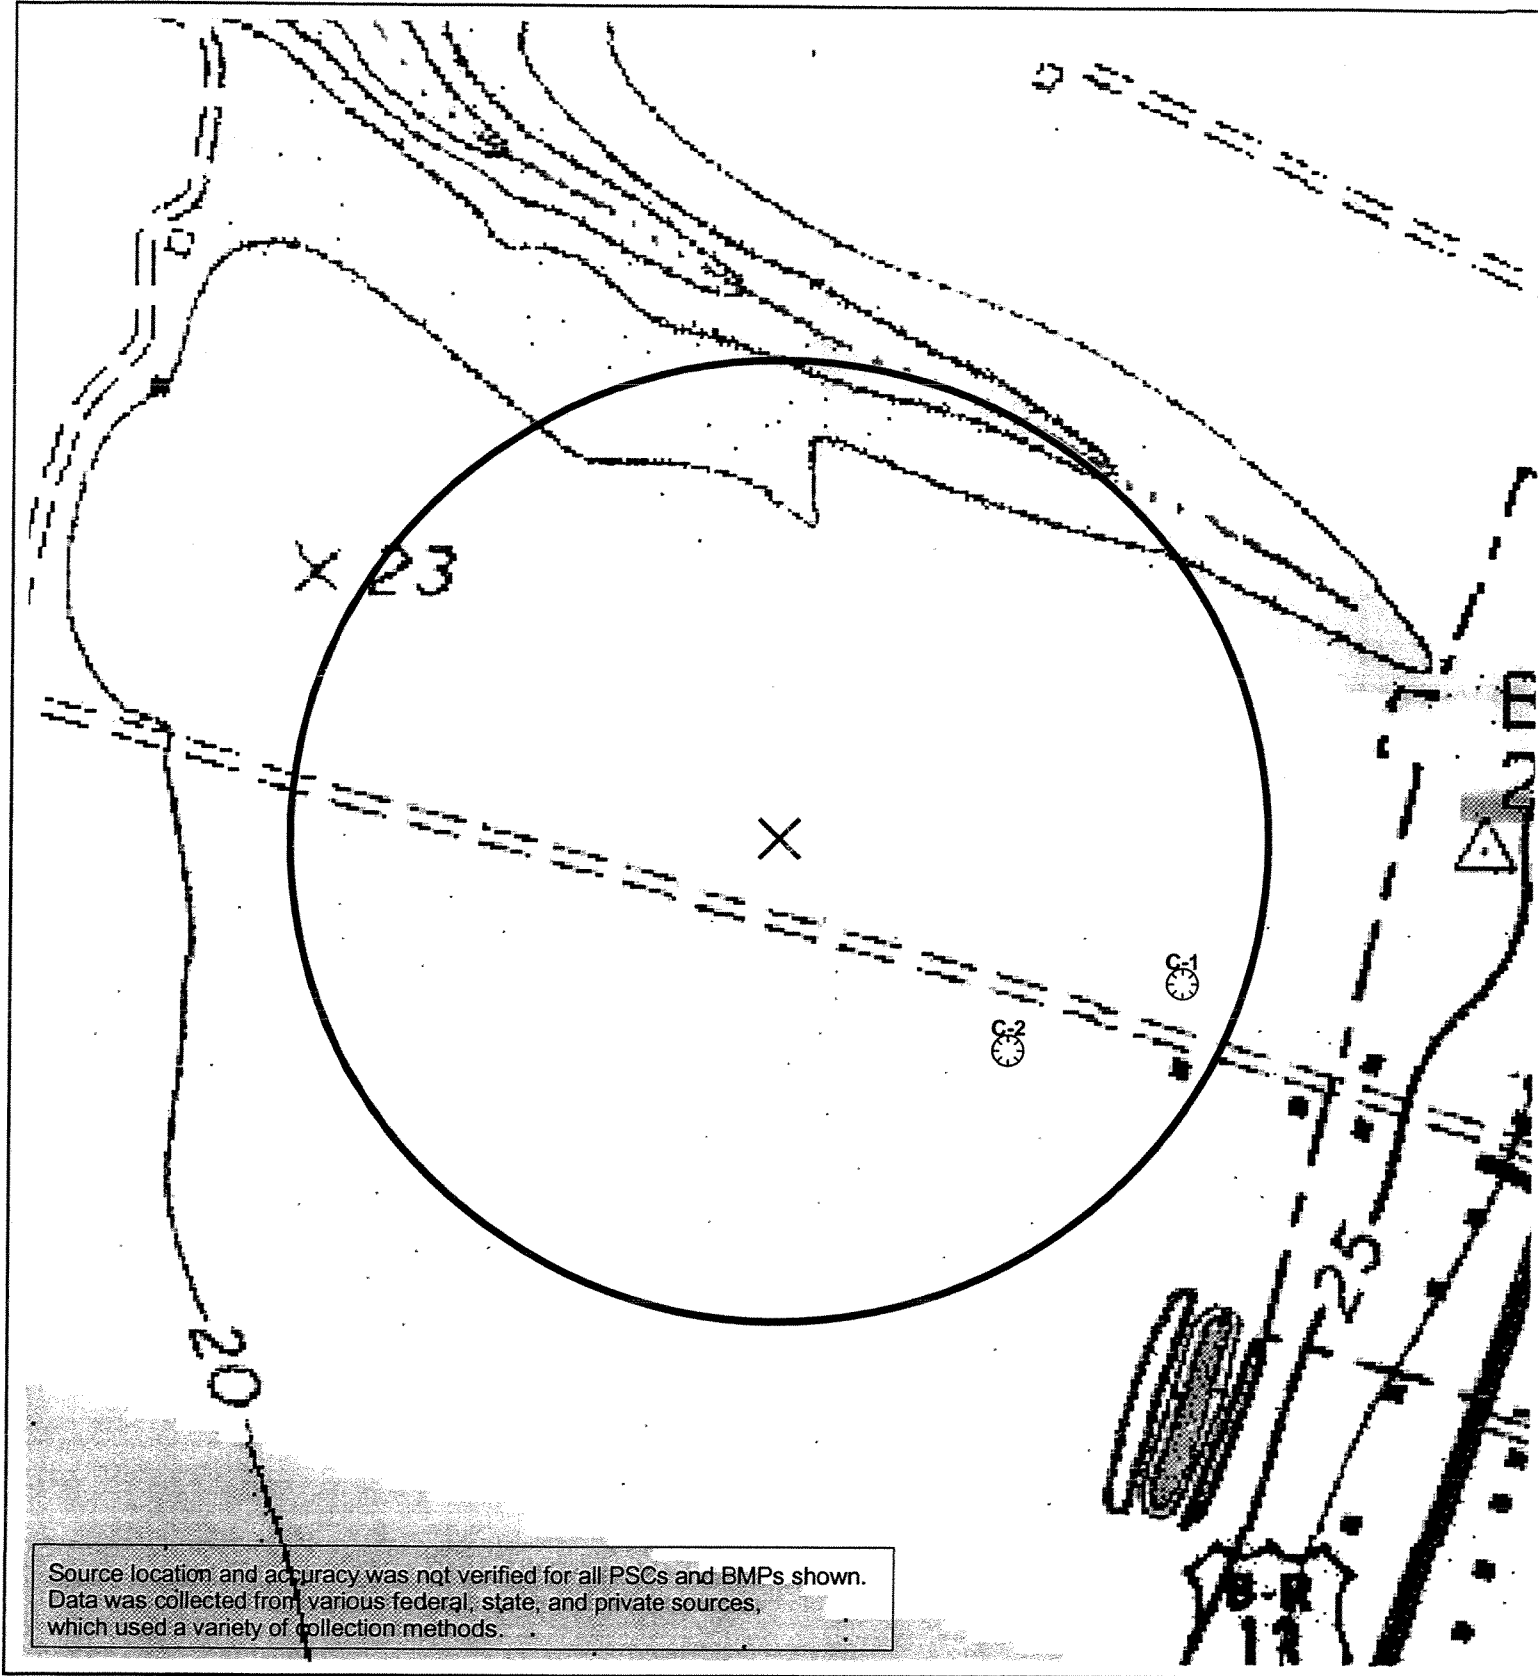 23
C-1
C-2
25
20
Source location and accuracy was not verified for all PSCs and BMPs shown.
Data was collected from various federal, state, and private sources,
which used a variety of collection methods.